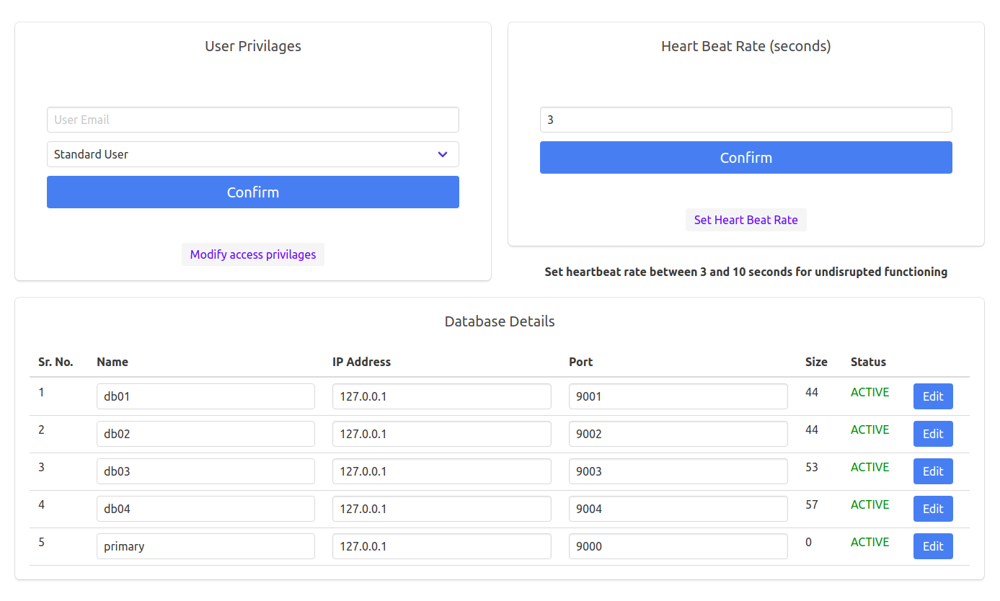 User Privilages
User Email
Standard User
Confirm
Modify access privilages
Heart Beat Rate (seconds)
3
Confirm
Set Heart Beat Rate
Set heartbeat rate between 3 and 10 seconds for undisrupted functioning
Database Details
Sr. No. Name IP Address Port Size Status
1 db01 127.0.0.1 9001 44 ACTIVE Edit
2 db02 127.0.0.1 9002 44 ACTIVE Edit
3 db03 127.0.0.1 9003 53 ACTIVE Edit
4 db04 127.0.0.1 9004 57 ACTIVE Edit
5 primary 127.0.0.1 9000 0 ACTIVE Edit